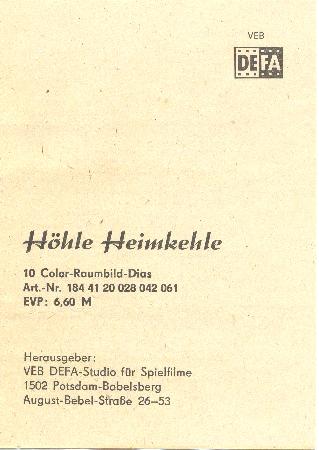 VEB
DEFA
Höhle Heimkehle
10 Color-Raumbild-Dias
Art.-Nr. 184 41 20 028 042 061
EVP: 6,60 M
Herausgeber:
VEB DEFA-Studio für Spielfilme
1502 Potsdam-Babelsberg
August-Bebel-Straße 26–53